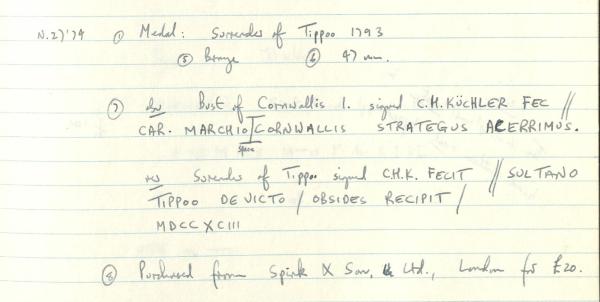 N.27'74 ① Medal: Surrender of Tippoo 1793
⑤ Bronze ⑥ 47 mm.
⑦ obv Bust of Cornwallis l. signed C.H.KÜCHLER FEC //
CAR. MARCHIO CORNWALLIS STRATEGUS ACERRIMUS.
space
rev Surrender of Tippoo signed C.H.K. FECIT // SULTANO
TIPPOO DEVICTO / OBSIDES RECIPIT /
MDCCXCIII
⑧ Purchased from Spink & Son, Ltd., London for £20.